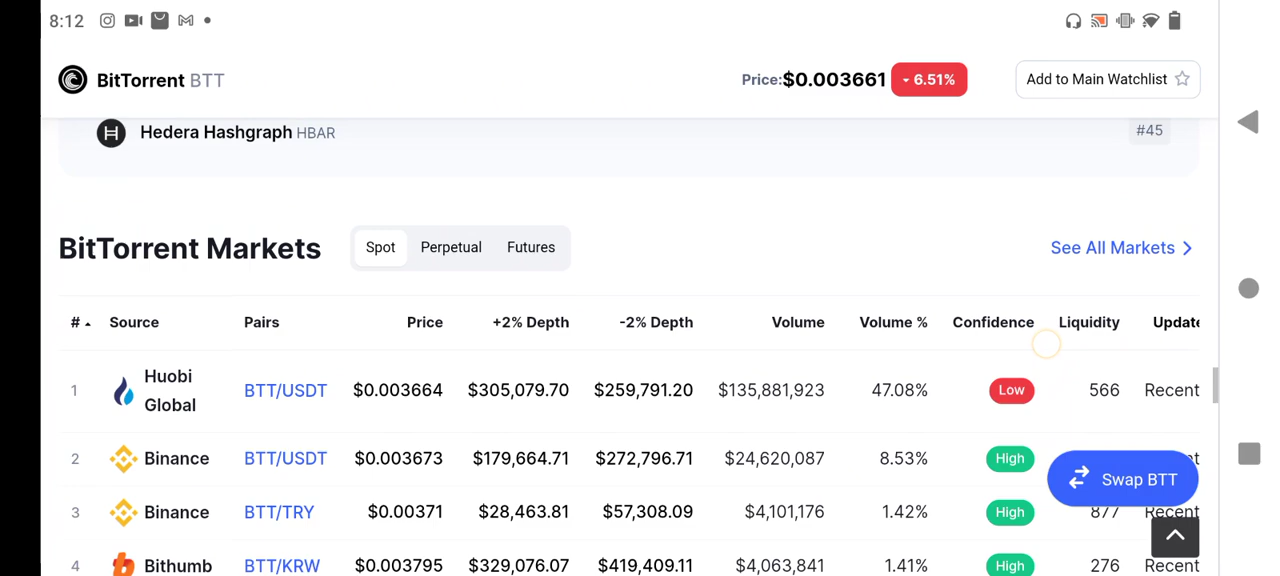 8:12
BitTorrent BTT
Price:$0.003661 6.51%
Add to Main Watchlist
Hedera Hashgraph HBAR
#45
BitTorrent Markets
Spot Perpetual Futures
See All Markets
# Source Pairs Price +2% Depth -2% Depth Volume Volume % Confidence Liquidity Update
1 Huobi Global BTT/USDT $0.003664 $305,079.70 $259,791.20 $135,881,923 47.08% Low 566 Recent
2 Binance BTT/USDT $0.003673 $179,664.71 $272,796.71 $24,620,087 8.53% High
Swap BTT
3 Binance BTT/TRY $0.00371 $28,463.81 $57,308.09 $4,101,176 1.42% High 877 Recent
4 Bithumb BTT/KRW $0.003795 $329,076.07 $419,409.11 $4,063,841 1.41% High 276 Recent